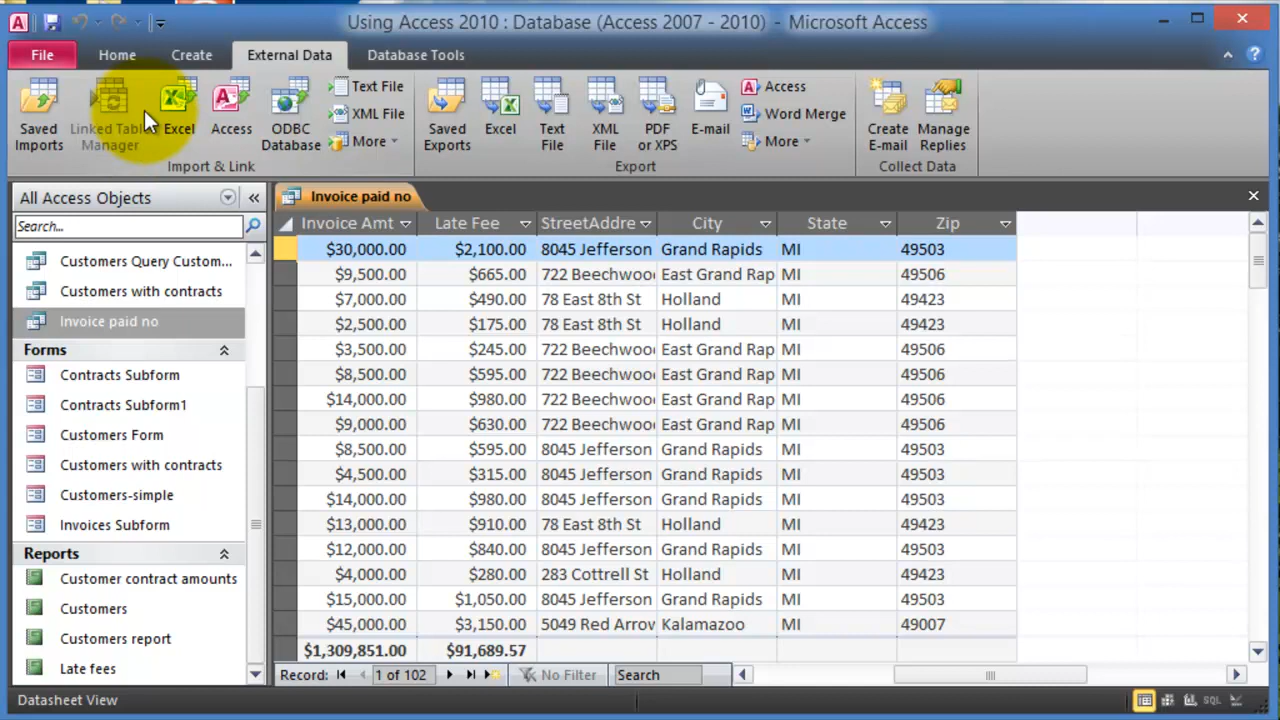 Using Access 2010 : Database (Access 2007 - 2010) - Microsoft Access
File Home Create External Data Database Tools
Saved Imports
Linked Table Manager
Excel
Access
ODBC Database
Text File
XML File
More
Import & Link
Saved Exports
Excel
Text File
XML File
PDF or XPS
E-mail
Access
Word Merge
More
Export
Create E-mail
Manage Replies
Collect Data
All Access Objects
Search...
Customers Query Custom...
Customers with contracts
Invoice paid no
Forms
Contracts Subform
Contracts Subform1
Customers Form
Customers with contracts
Customers-simple
Invoices Subform
Reports
Customer contract amounts
Customers
Customers report
Late fees
Invoice paid no
Invoice Amt Late Fee StreetAddre City State Zip
$30,000.00 $2,100.00 8045 Jefferson Grand Rapids MI 49503
$9,500.00 $665.00 722 Beechwood East Grand Rap MI 49506
$7,000.00 $490.00 78 East 8th St Holland MI 49423
$2,500.00 $175.00 78 East 8th St Holland MI 49423
$3,500.00 $245.00 722 Beechwood East Grand Rap MI 49506
$8,500.00 $595.00 722 Beechwood East Grand Rap MI 49506
$14,000.00 $980.00 722 Beechwood East Grand Rap MI 49506
$9,000.00 $630.00 722 Beechwood East Grand Rap MI 49506
$8,500.00 $595.00 8045 Jefferson Grand Rapids MI 49503
$4,500.00 $315.00 8045 Jefferson Grand Rapids MI 49503
$14,000.00 $980.00 8045 Jefferson Grand Rapids MI 49503
$13,000.00 $910.00 78 East 8th St Holland MI 49423
$12,000.00 $840.00 8045 Jefferson Grand Rapids MI 49503
$4,000.00 $280.00 283 Cottrell St Holland MI 49423
$15,000.00 $1,050.00 8045 Jefferson Grand Rapids MI 49503
$45,000.00 $3,150.00 5049 Red Arrow Kalamazoo MI 49007
$1,309,851.00 $91,689.57
Record: 1 of 102 No Filter Search
Datasheet View SQL